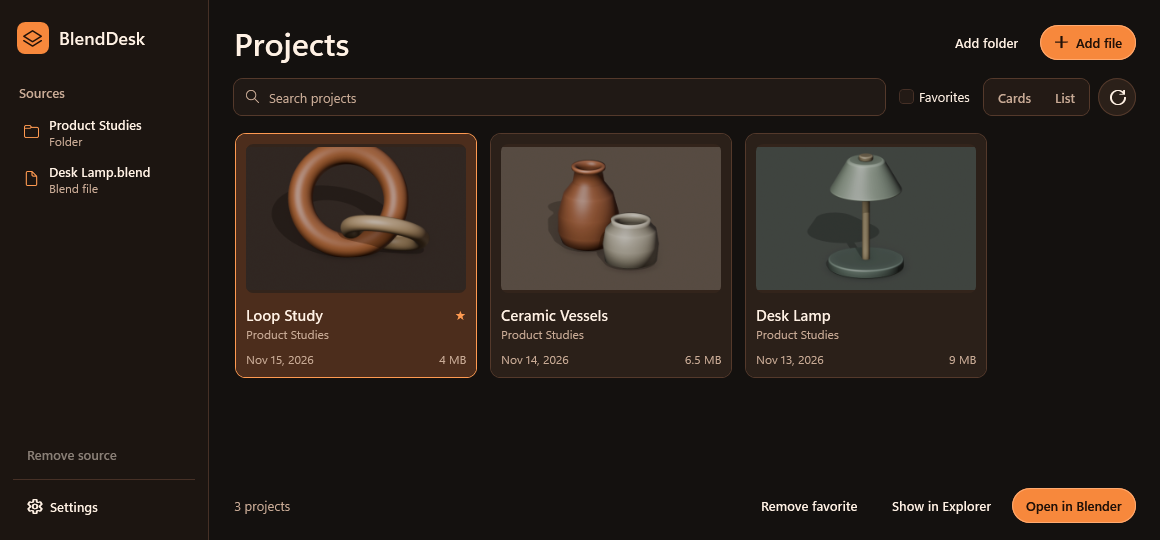 BlendDesk
Sources
Product Studies
Folder
Desk Lamp.blend
Blend file
Remove source
Settings
Projects
Add folder
Add file
Search projects
Favorites
Cards
List
Loop Study
Product Studies
Nov 15, 2026
4 MB
Ceramic Vessels
Product Studies
Nov 14, 2026
6.5 MB
Desk Lamp
Product Studies
Nov 13, 2026
9 MB
3 projects
Remove favorite
Show in Explorer
Open in Blender